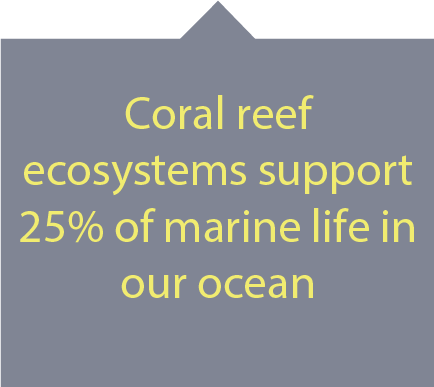 Coral reef
ecosystems support
25% of marine life in
our ocean